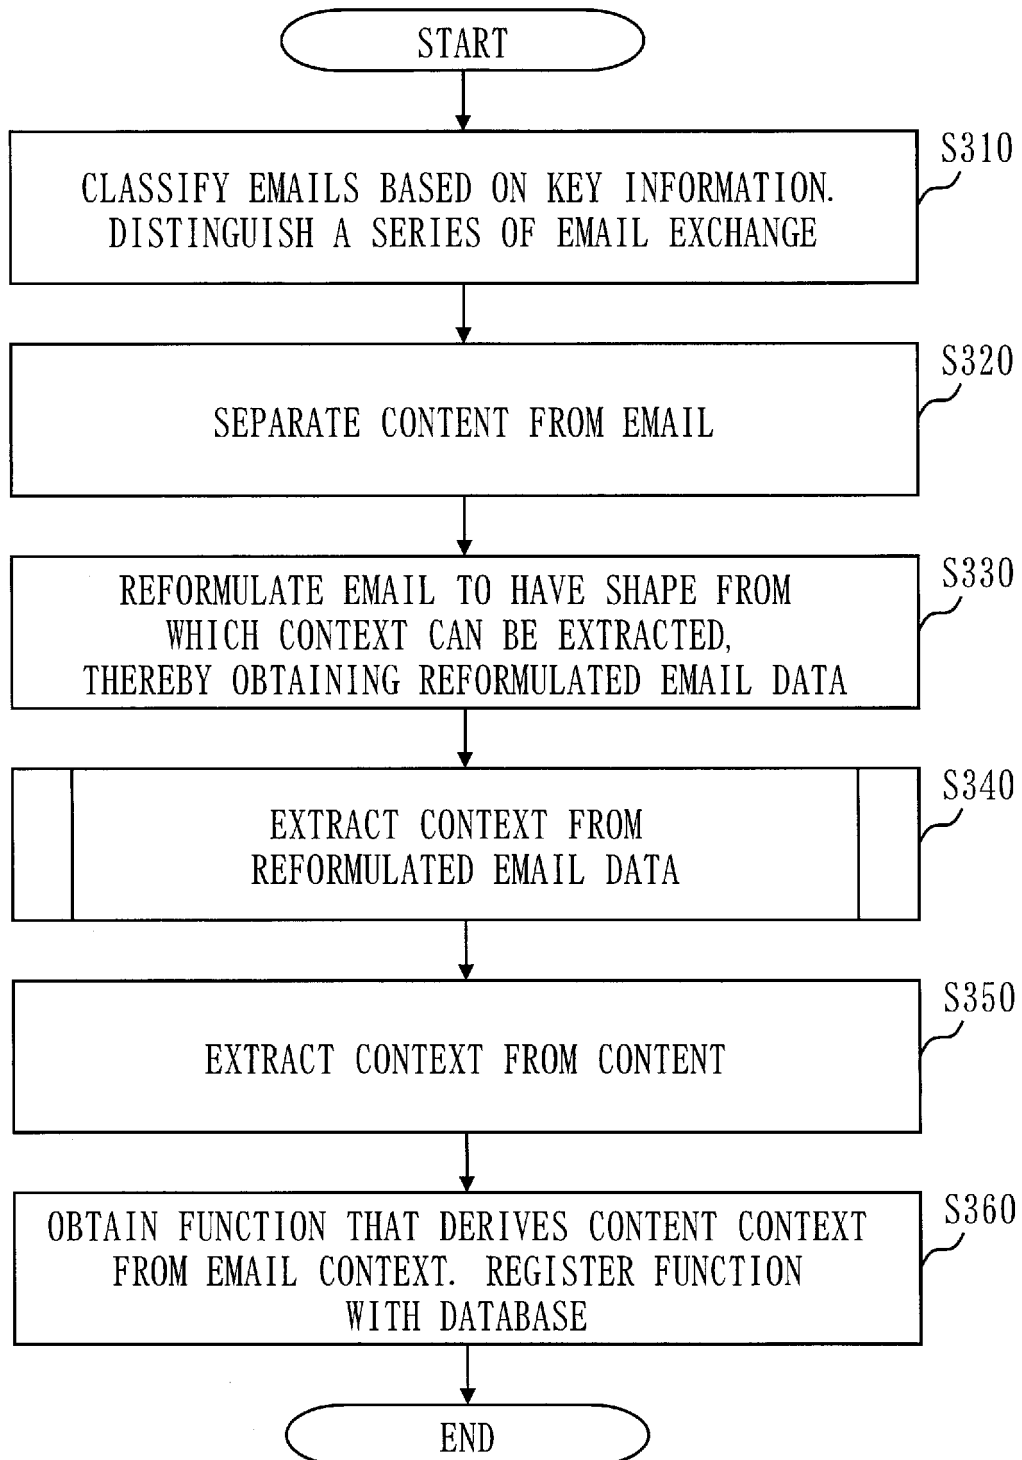 START
S310
CLASSIFY EMAILS BASED ON KEY INFORMATION.
DISTINGUISH A SERIES OF EMAIL EXCHANGE
S320
SEPARATE CONTENT FROM EMAIL
S330
REFORMULATE EMAIL TO HAVE SHAPE FROM
WHICH CONTEXT CAN BE EXTRACTED,
THEREBY OBTAINING REFORMULATED EMAIL DATA
S340
EXTRACT CONTEXT FROM
REFORMULATED EMAIL DATA
S350
EXTRACT CONTEXT FROM CONTENT
S360
OBTAIN FUNCTION THAT DERIVES CONTENT CONTEXT
FROM EMAIL CONTEXT. REGISTER FUNCTION
WITH DATABASE
END